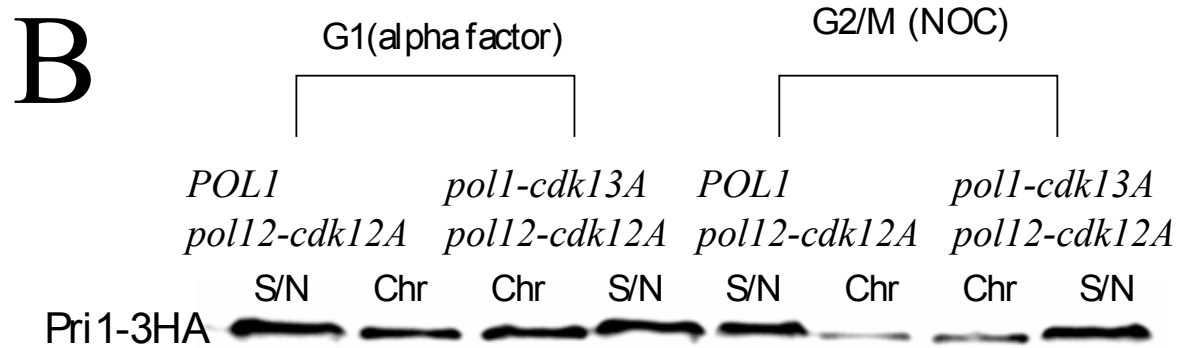 B
G1(alpha factor) G2/M (NOC)
POL1 pol1-cdk13A POL1 pol1-cdk13A
pol12-cdk12A pol12-cdk12A pol12-cdk12A pol12-cdk12A
S/N Chr Chr S/N S/N Chr Chr S/N
Pri1-3HA